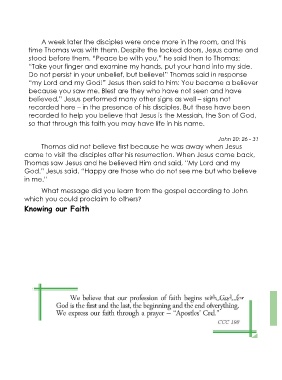 A week later the disciples were once more in the room, and this
time Thomas was with them. Despite the locked doors, Jesus came and
stood before them. "Peace be with you," he said then to Thomas:
"Take your finger and examine my hands, put your hand into my side.
Do not persist in your unbelief, but believe!" Thomas said in response
"my Lord and my God!" Jesus then said to him: You became a believer
because you saw me. Blest are they who have not seen and have
believed." Jesus performed many other signs as well – signs not
recorded here – in the presence of his disciples. But these have been
recorded to help you believe that Jesus is the Messiah, the Son of God,
so that through this faith you may have life in his name.
John 20: 26 - 31
Thomas did not believe first because he was away when Jesus
came to visit the disciples after his resurrection. When Jesus came back,
Thomas saw Jesus and he believed Him and said, "My Lord and my
God." Jesus said, "Happy are those who do not see me but who believe
in me."
What message did you learn from the gospel according to John
which you could proclaim to others?
Knowing our Faith
We believe that our profession of faith begins with God, for
God is the first and the last, the beginning and the end of everything.
We express our faith through a prayer – "Apostles' Creed."
CCC 198